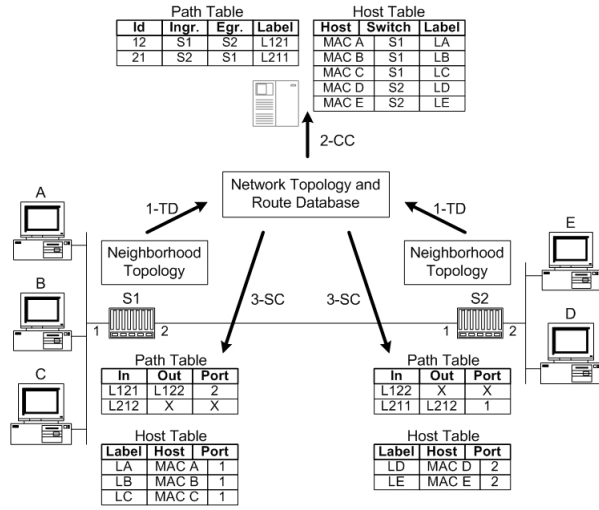 Path Table
Id Ingr. Egr. Label
12 S1 S2 L121
21 S2 S1 L211
Host Table
Host Switch Label
MAC A S1 LA
MAC B S1 LB
MAC C S1 LC
MAC D S2 LD
MAC E S2 LE
2-CC
Network Topology and
Route Database
A
1-TD
1-TD
Neighborhood
Topology
Neighborhood
Topology
E
B
S1
3-SC
3-SC
S2
1
2
1
2
D
C
Path Table
In Out Port
L121 L122 2
L212 X X
Host Table
Label Host Port
LA MAC A 1
LB MAC B 1
LC MAC C 1
Path Table
In Out Port
L122 X X
L211 L212 1
Host Table
Label Host Port
LD MAC D 2
LE MAC E 2